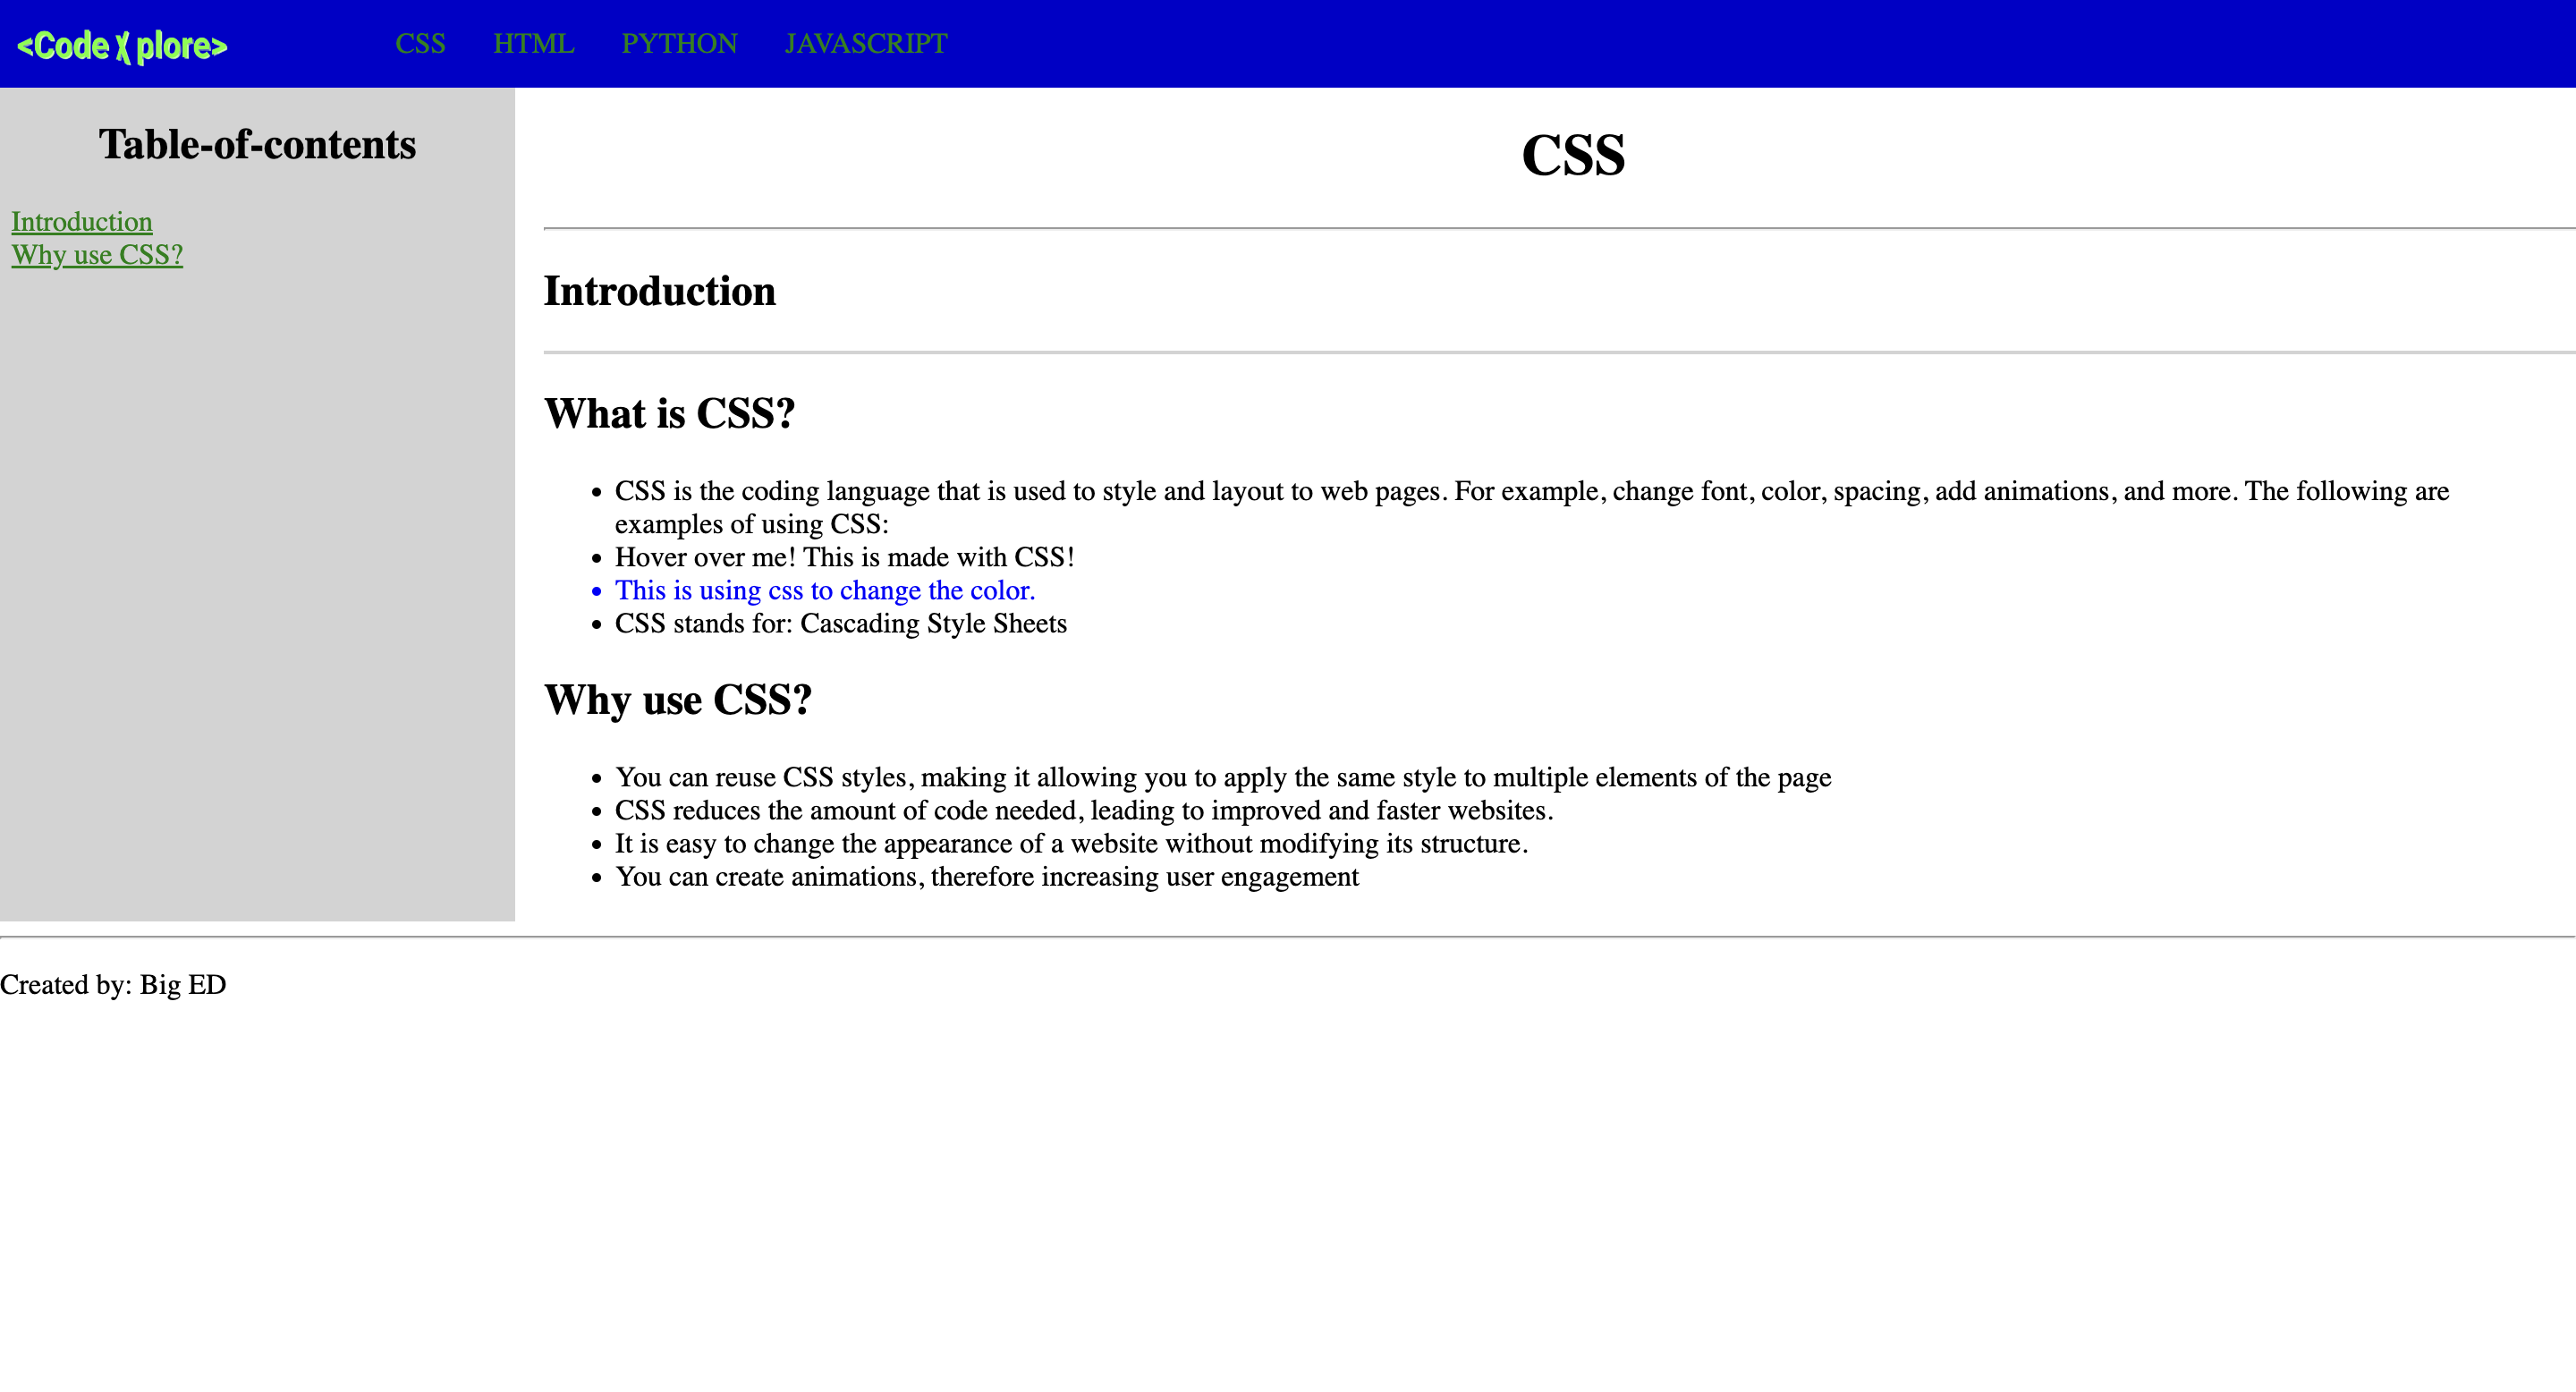 <CodeXplore> CSS HTML PYTHON JAVASCRIPT
Table-of-contents
Introduction
Why use CSS?
CSS
Introduction
What is CSS?
• CSS is the coding language that is used to style and layout to web pages. For example, change font, color, spacing, add animations, and more. The following are
examples of using CSS:
• Hover over me! This is made with CSS!
• This is using css to change the color.
• CSS stands for: Cascading Style Sheets
Why use CSS?
• You can reuse CSS styles, making it allowing you to apply the same style to multiple elements of the page
• CSS reduces the amount of code needed, leading to improved and faster websites.
• It is easy to change the appearance of a website without modifying its structure.
• You can create animations, therefore increasing user engagement
Created by: Big ED